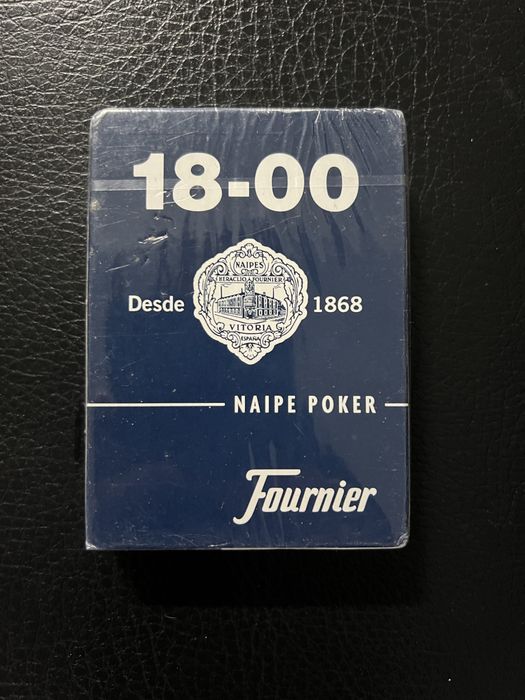 18-00
NAIPES
HERACLIO FOURNIER
Desde 1868
VITORIA
ESPAÑA
NAIPE POKER
Fournier